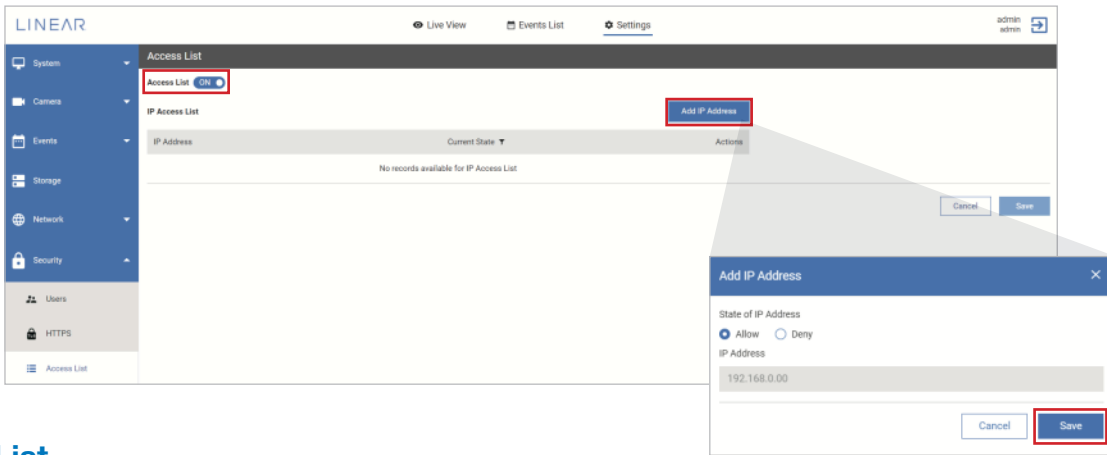 LINEAR
Live View
Events List
Settings
admin
admin
System
Camera
Events
Storage
Network
Security
Users
HTTPS
Access List
Access List
Access List ON
IP Access List
Add IP Address
IP Address Current State Actions
No records available for IP Access List
Cancel Save
Add IP Address
State of IP Address
Allow Deny
IP Address
192.168.0.00
Cancel Save